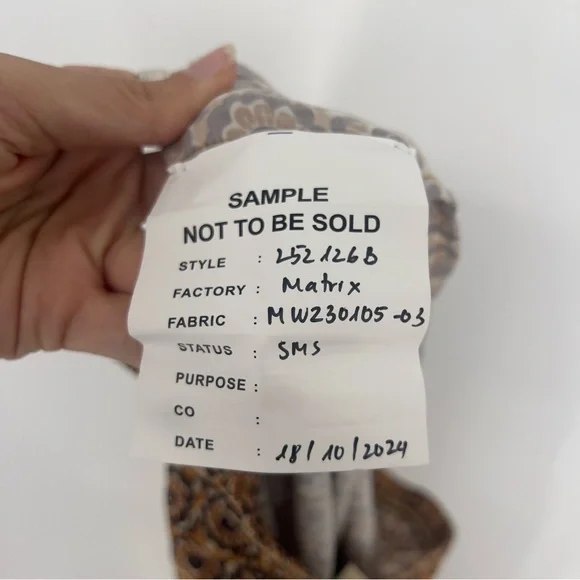 SAMPLE
NOT TO BE SOLD
STYLE : 252126B
FACTORY : Matrix
FABRIC : MW230105-03
STATUS : SMS
PURPOSE :
CO :
DATE : 18/10/2024